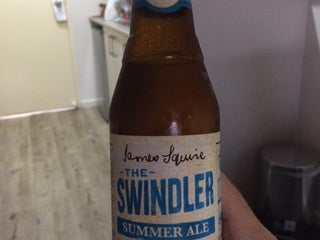 James Squire
THE
SWINDLER
SUMMER ALE